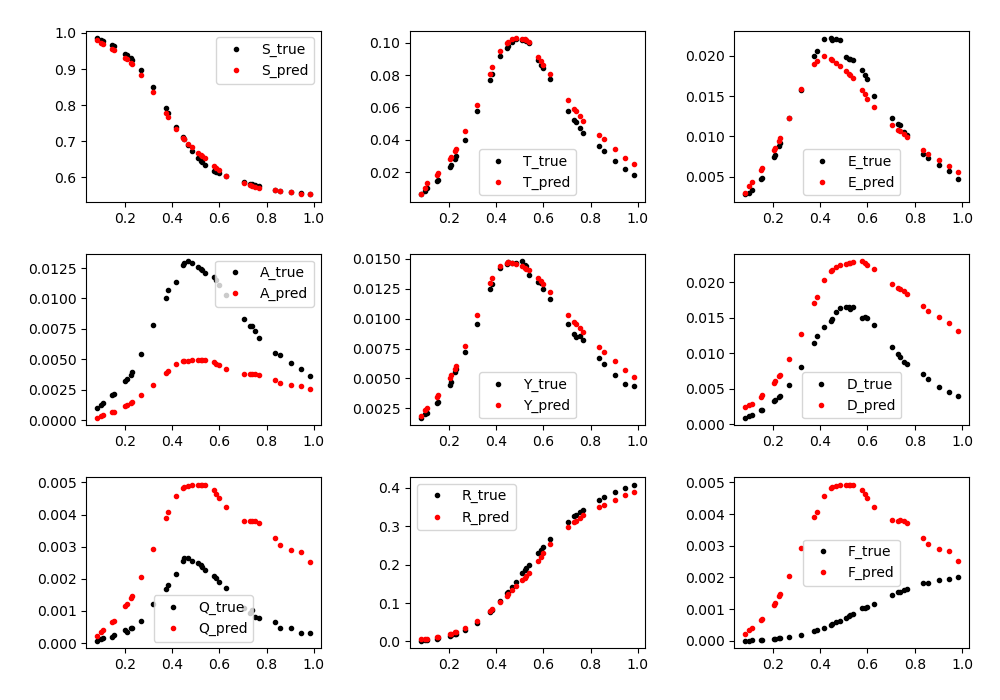 1.0
0.9
0.8
0.7
0.6
S_true
S_pred
0.2 0.4 0.6 0.8 1.0
0.10
0.08
0.06
0.04
0.02
T_true
T_pred
0.2 0.4 0.6 0.8 1.0
0.020
0.015
0.010
0.005
E_true
E_pred
0.2 0.4 0.6 0.8 1.0
0.0125
0.0100
0.0075
0.0050
0.0025
0.0000
A_true
A_pred
0.2 0.4 0.6 0.8 1.0
0.0150
0.0125
0.0100
0.0075
0.0050
0.0025
Y_true
Y_pred
0.2 0.4 0.6 0.8 1.0
0.020
0.015
0.010
0.005
0.000
D_true
D_pred
0.2 0.4 0.6 0.8 1.0
0.005
0.004
0.003
0.002
0.001
0.000
Q_true
Q_pred
0.2 0.4 0.6 0.8 1.0
0.4
0.3
0.2
0.1
0.0
R_true
R_pred
0.2 0.4 0.6 0.8 1.0
0.005
0.004
0.003
0.002
0.001
0.000
F_true
F_pred
0.2 0.4 0.6 0.8 1.0